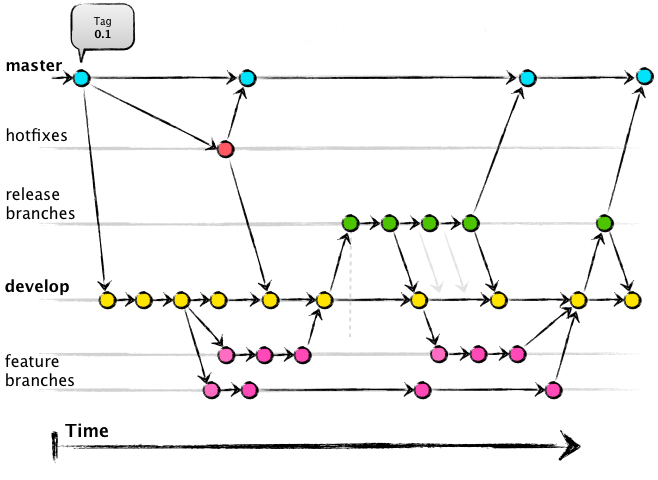 Tag
0.1
master
hotfixes
release
branches
develop
feature
branches
Time